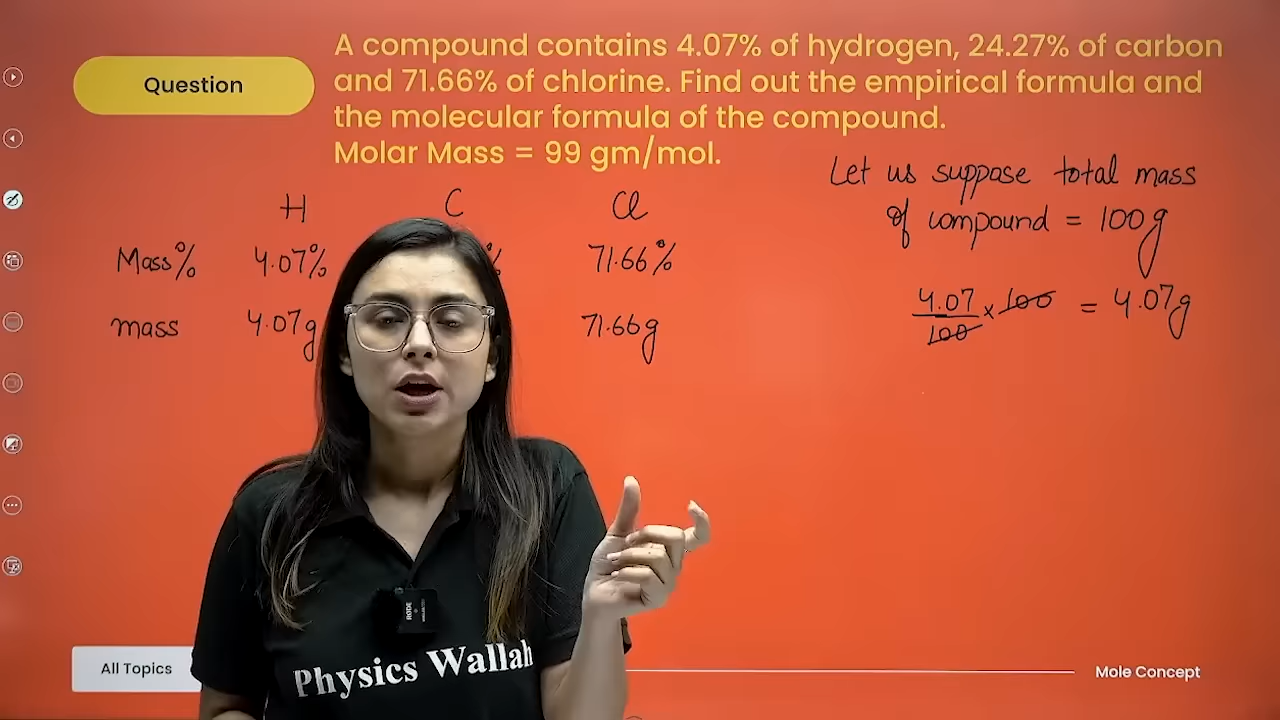 A compound contains 4.07% of hydrogen, 24.27% of carbon
Question
and 71.66% of chlorine. Find out the empirical formula and
the molecular formula of the compound.
Molar Mass = 99 gm/mol.
Let us suppose total mass
of compound = 100g
H C Cl
Mass% 4.07% % 71.66%
mass 4.07g 71.66g
4.07/100 × 100 = 4.07g
RODE
Physics Wallah
All Topics
Mole Concept